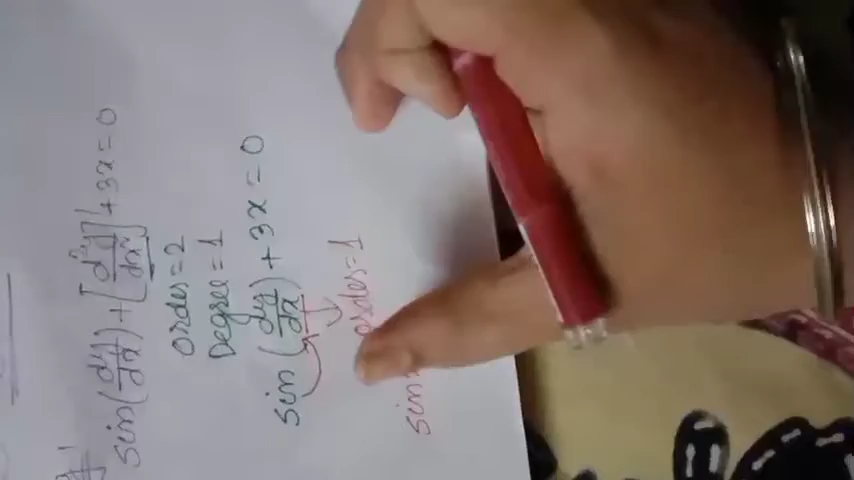 sin(dy/dx) + [d²y/dx²]¹ + 3x = 0
order = 2
Degree = 1
sin(dy/dx) + 3x = 0
order = 1
sin